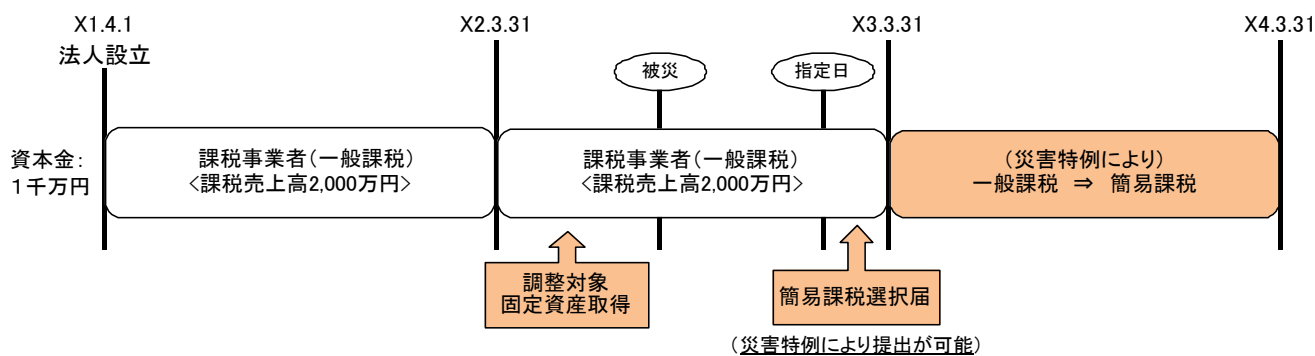 X1.4.1
法人設立
X2.3.31
X3.3.31
X4.3.31
被災
指定日
資本金:
1千万円
課税事業者(一般課税)
<課税売上高2,000万円>
課税事業者(一般課税)
<課税売上高2,000万円>
(災害特例により)
一般課税 ⇒ 簡易課税
調整対象
固定資産取得
簡易課税選択届
(災害特例により提出が可能)